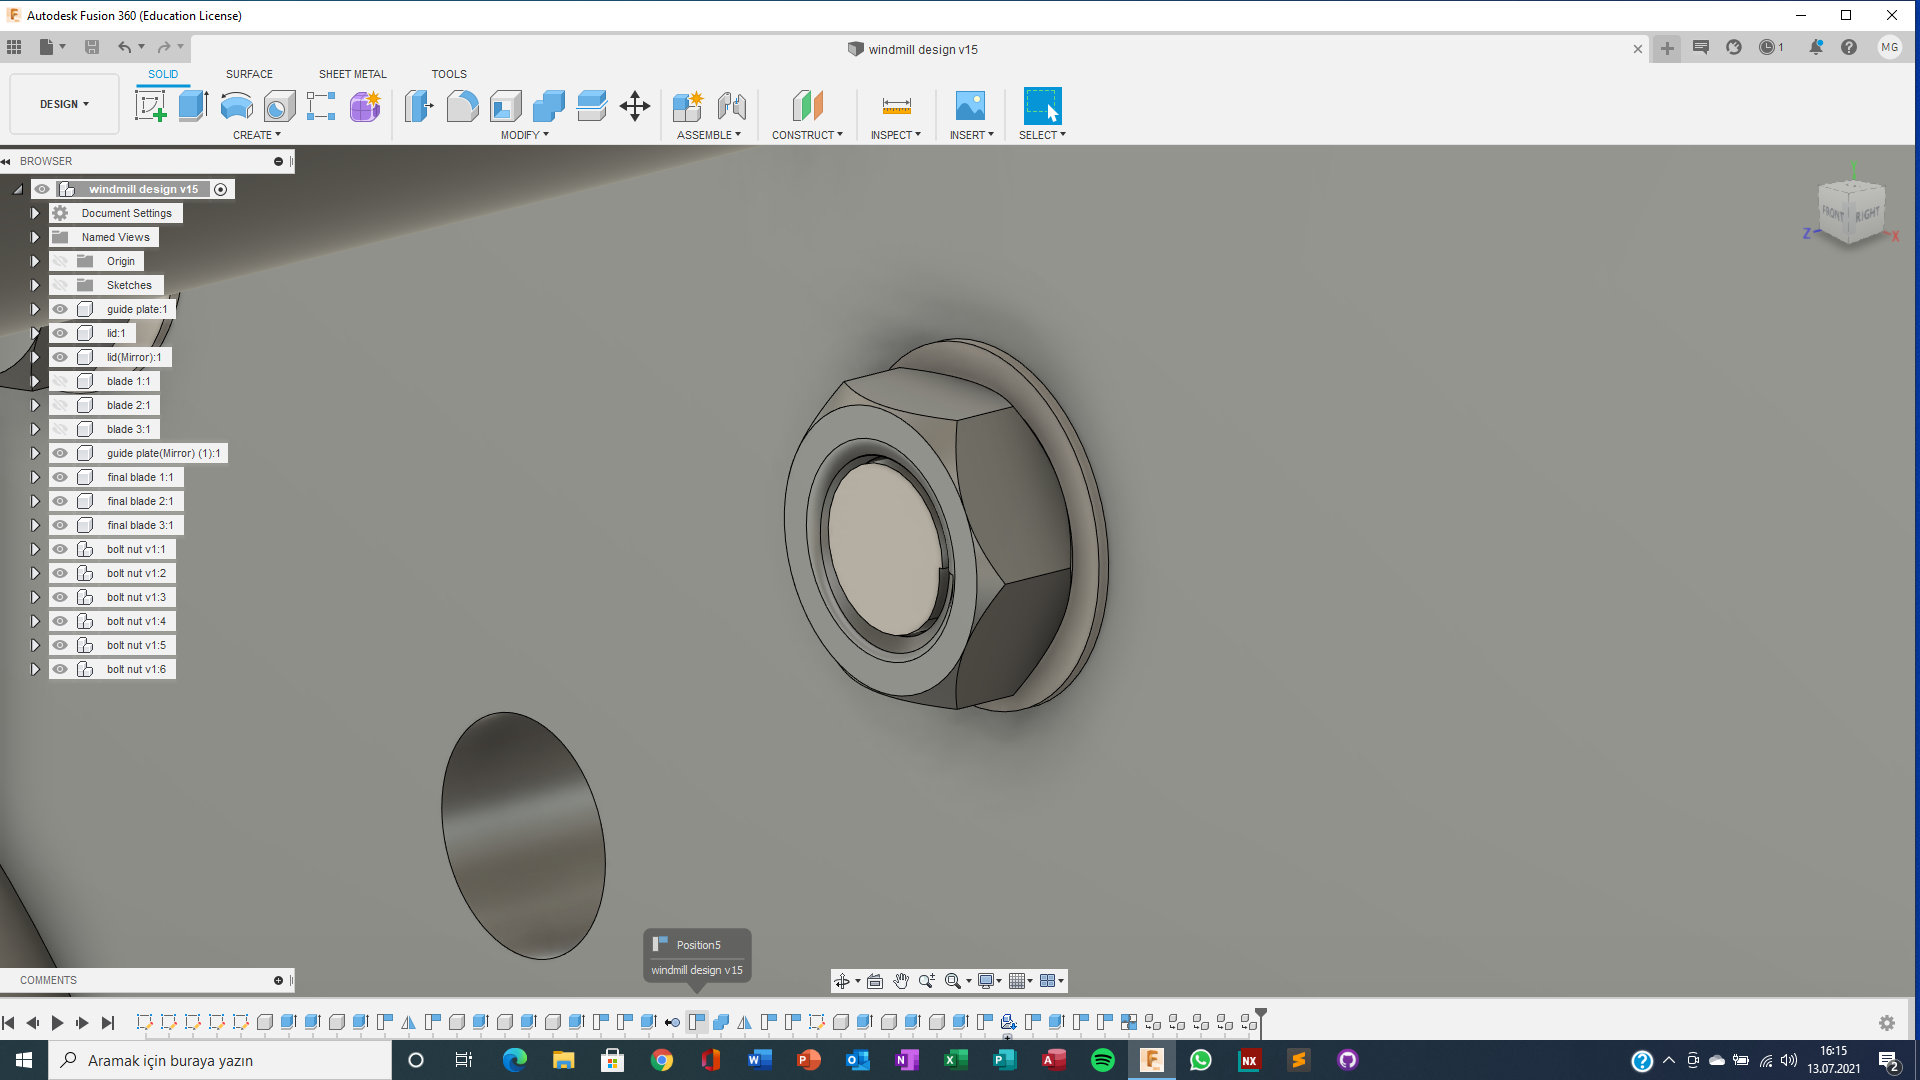 Autodesk Fusion 360 (Education License)
windmill design v15
1
MG
DESIGN
SOLID
SURFACE
SHEET METAL
TOOLS
CREATE
MODIFY
ASSEMBLE
CONSTRUCT
INSPECT
INSERT
SELECT
BROWSER
windmill design v15
Document Settings
Named Views
Origin
Sketches
guide plate:1
lid:1
lid(Mirror):1
blade 1:1
blade 2:1
blade 3:1
guide plate(Mirror) (1):1
final blade 1:1
final blade 2:1
final blade 3:1
bolt nut v1:1
bolt nut v1:2
bolt nut v1:3
bolt nut v1:4
bolt nut v1:5
bolt nut v1:6
FRONT
RIGHT
Z
X
Position5
windmill design v15
COMMENTS
Aramak için buraya yazın
16:15
13.07.2021
2
NX